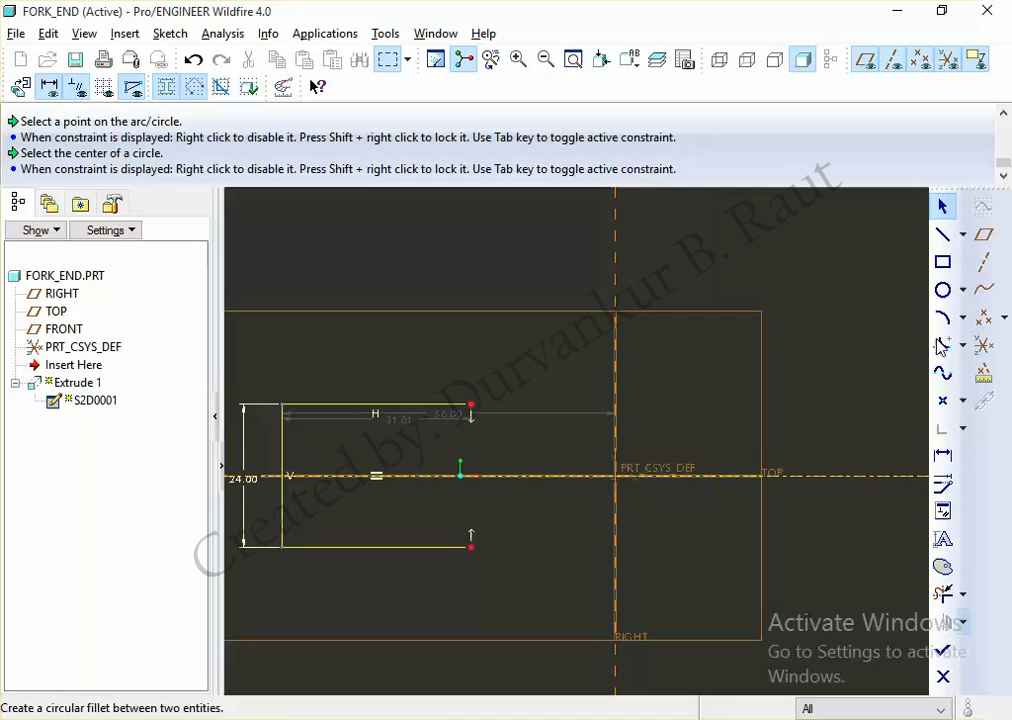 FORK_END (Active) - Pro/ENGINEER Wildfire 4.0
File Edit View Insert Sketch Analysis Info Applications Tools Window Help
Select a point on the arc/circle.
When constraint is displayed: Right click to disable it. Press Shift + right click to lock it. Use Tab key to toggle active constraint.
Select the center of a circle.
When constraint is displayed: Right click to disable it. Press Shift + right click to lock it. Use Tab key to toggle active constraint.
Show Settings
FORK_END.PRT
RIGHT
TOP
FRONT
PRT_CSYS_DEF
Insert Here
Extrude 1
S2D0001
H
56.00
31.01
V
24.00
PRT_CSYS_DEF
TOP
RIGHT
Created by: Durvankur B. Raut
Activate Windows
Go to Settings to activate
Windows.
Create a circular fillet between two entities.
All